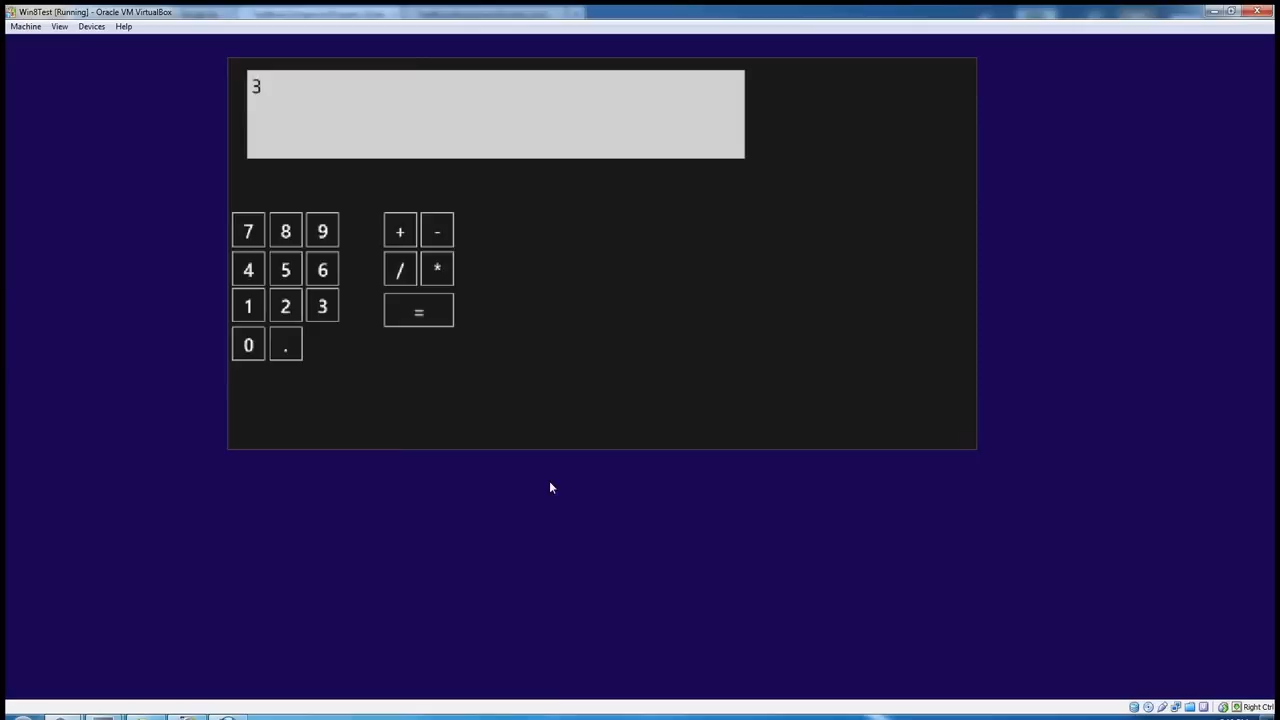 Win8Test [Running] - Oracle VM VirtualBox
Machine View Devices Help
3
7 8 9 + -
4 5 6 / *
1 2 3 =
0 .
Right Ctrl